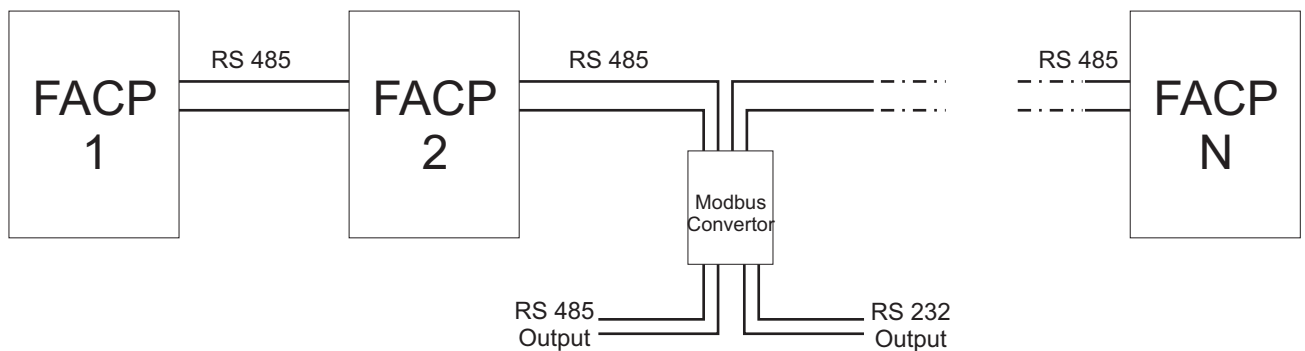 RS 485
RS 485
RS 485
FACP
1
FACP
2
FACP
N
Modbus
Convertor
RS 485
Output
RS 232
Output